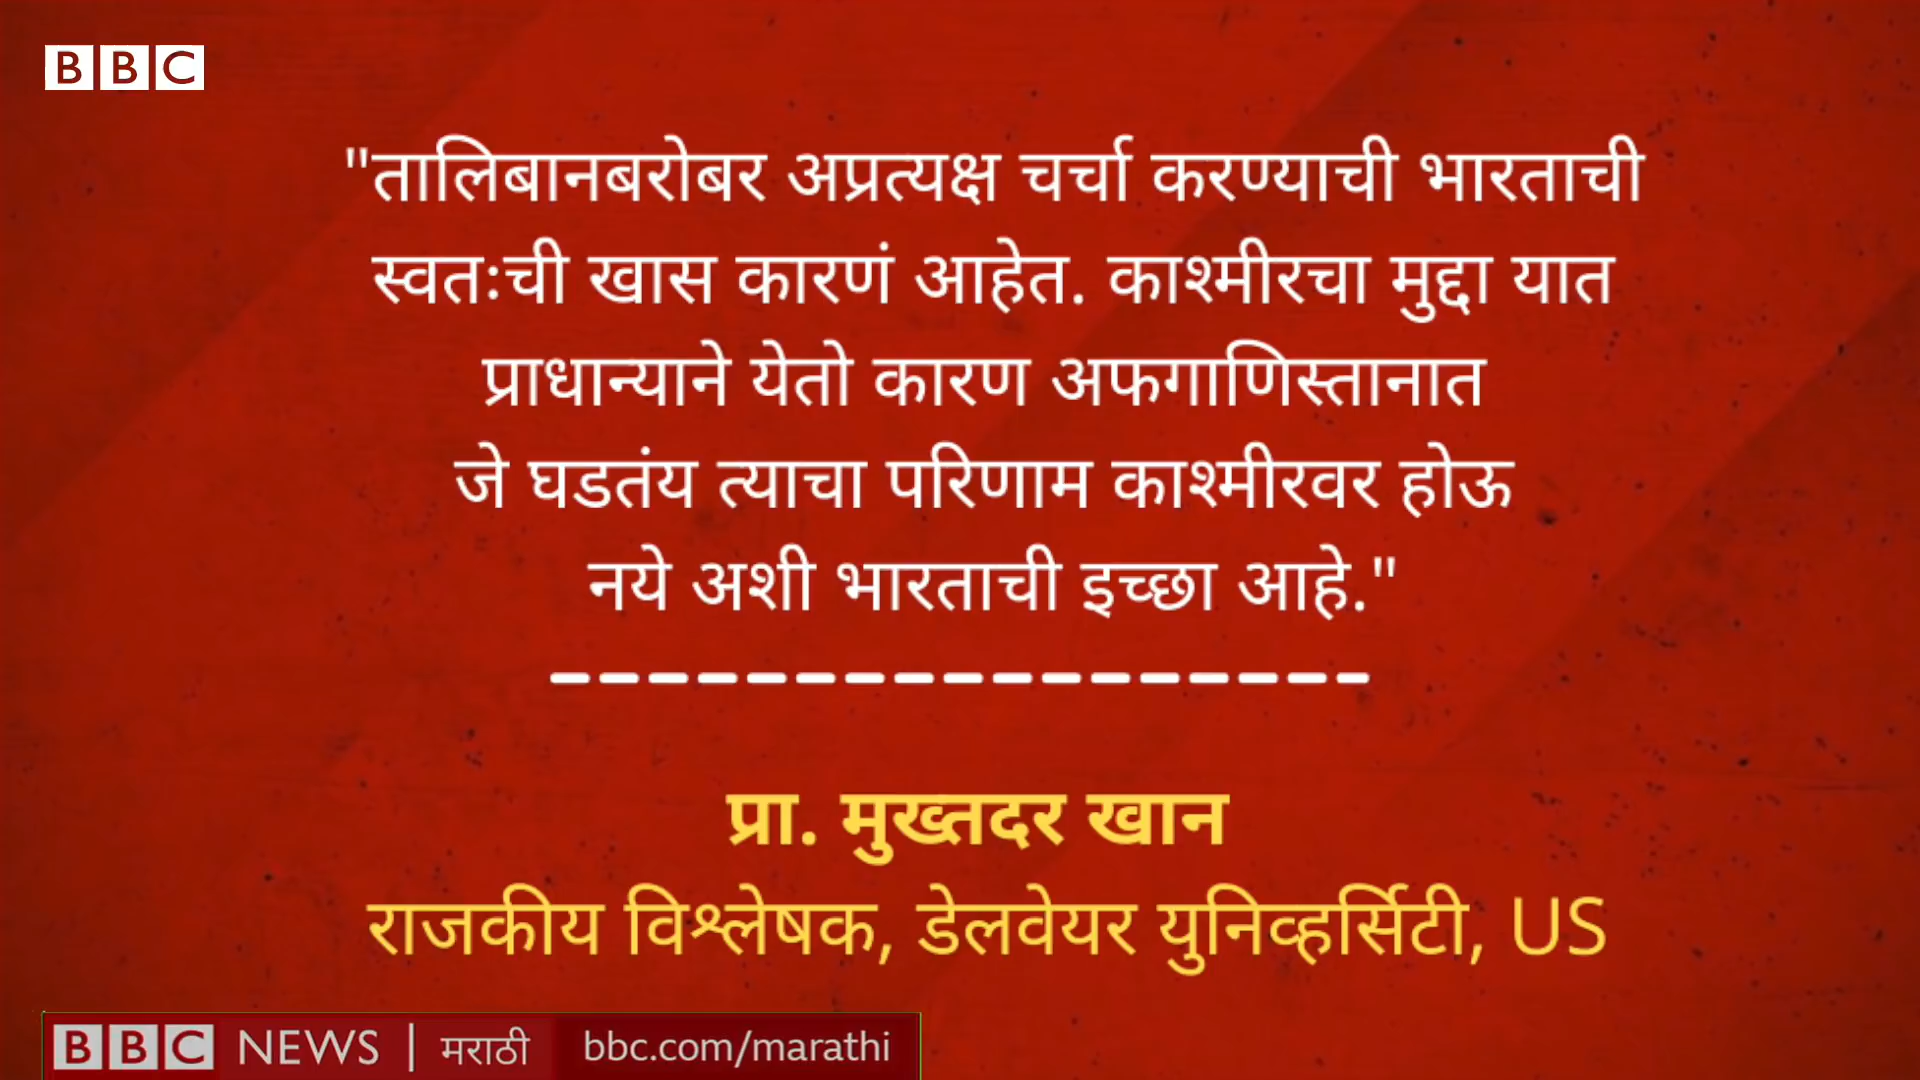 BBC
"तालिबानबरोबर अप्रत्यक्ष चर्चा करण्याची भारताची
स्वतःची खास कारणं आहेत. काश्मीरचा मुद्दा यात
प्राधान्याने येतो कारण अफगाणिस्तानात
जे घडतंय त्याचा परिणाम काश्मीरवर होऊ
नये अशी भारताची इच्छा आहे."
प्रा. मुख्तदर खान
राजकीय विश्लेषक, डेलवेयर युनिव्हर्सिटी, US
BBC NEWS | मराठी bbc.com/marathi